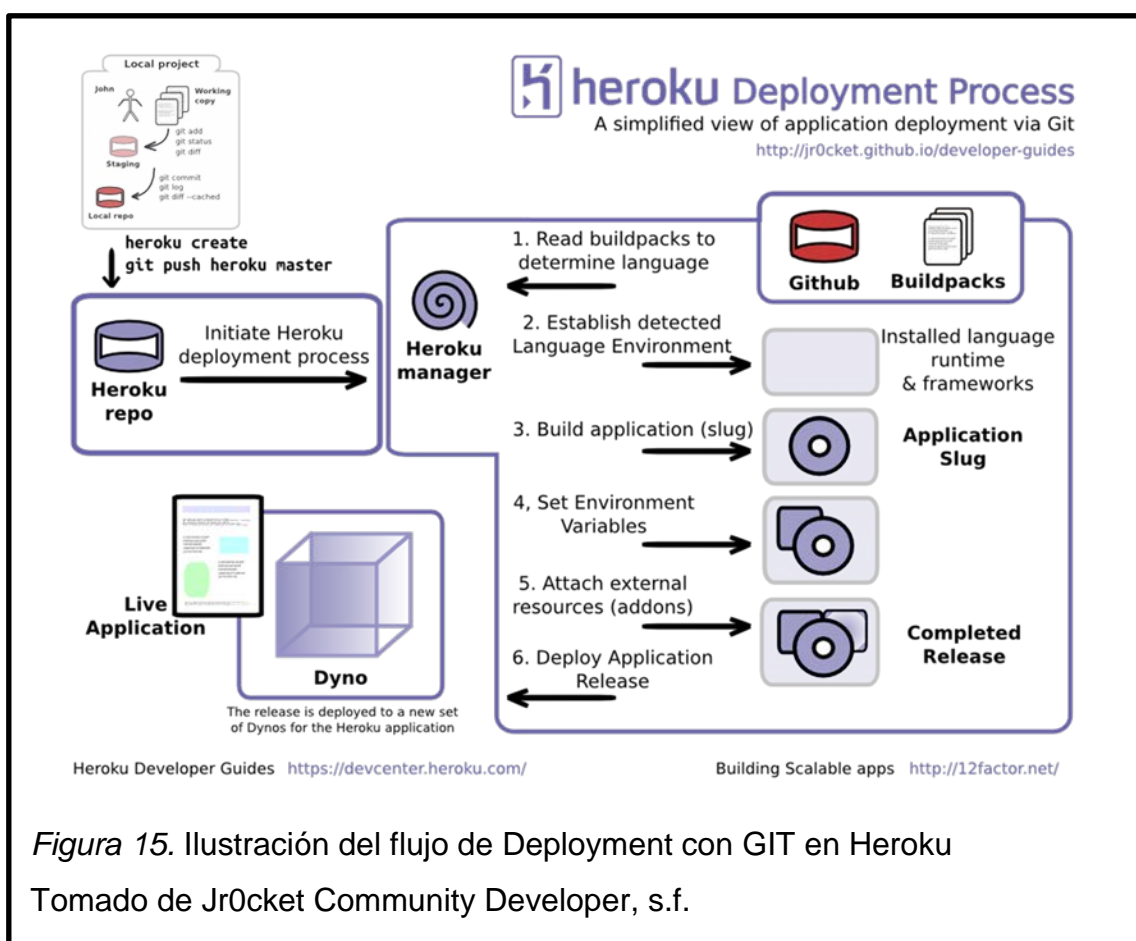 Local project
John
Working
copy
git add
git status
git diff
Staging
git commit
git log
git diff --cached
Local repo
heroku Deployment Process
A simplified view of application deployment via Git
http://jr0cket.github.io/developer-guides
heroku create
git push heroku master
Heroku
repo
Initiate Heroku
deployment process
Heroku
manager
1. Read buildpacks to
determine language
Github
Buildpacks
2. Establish detected
Language Environment
Installed language
runtime
& frameworks
3. Build application (slug)
Application
Slug
4, Set Environment
Variables
5. Attach external
resources (addons)
Completed
Release
6. Deploy Application
Release
Live
Application
Dyno
The release is deployed to a new set
of Dynos for the Heroku application
Heroku Developer Guides https://devcenter.heroku.com/
Building Scalable apps http://12factor.net/
Figura 15. Ilustración del flujo de Deployment con GIT en Heroku
Tomado de Jr0cket Community Developer, s.f.